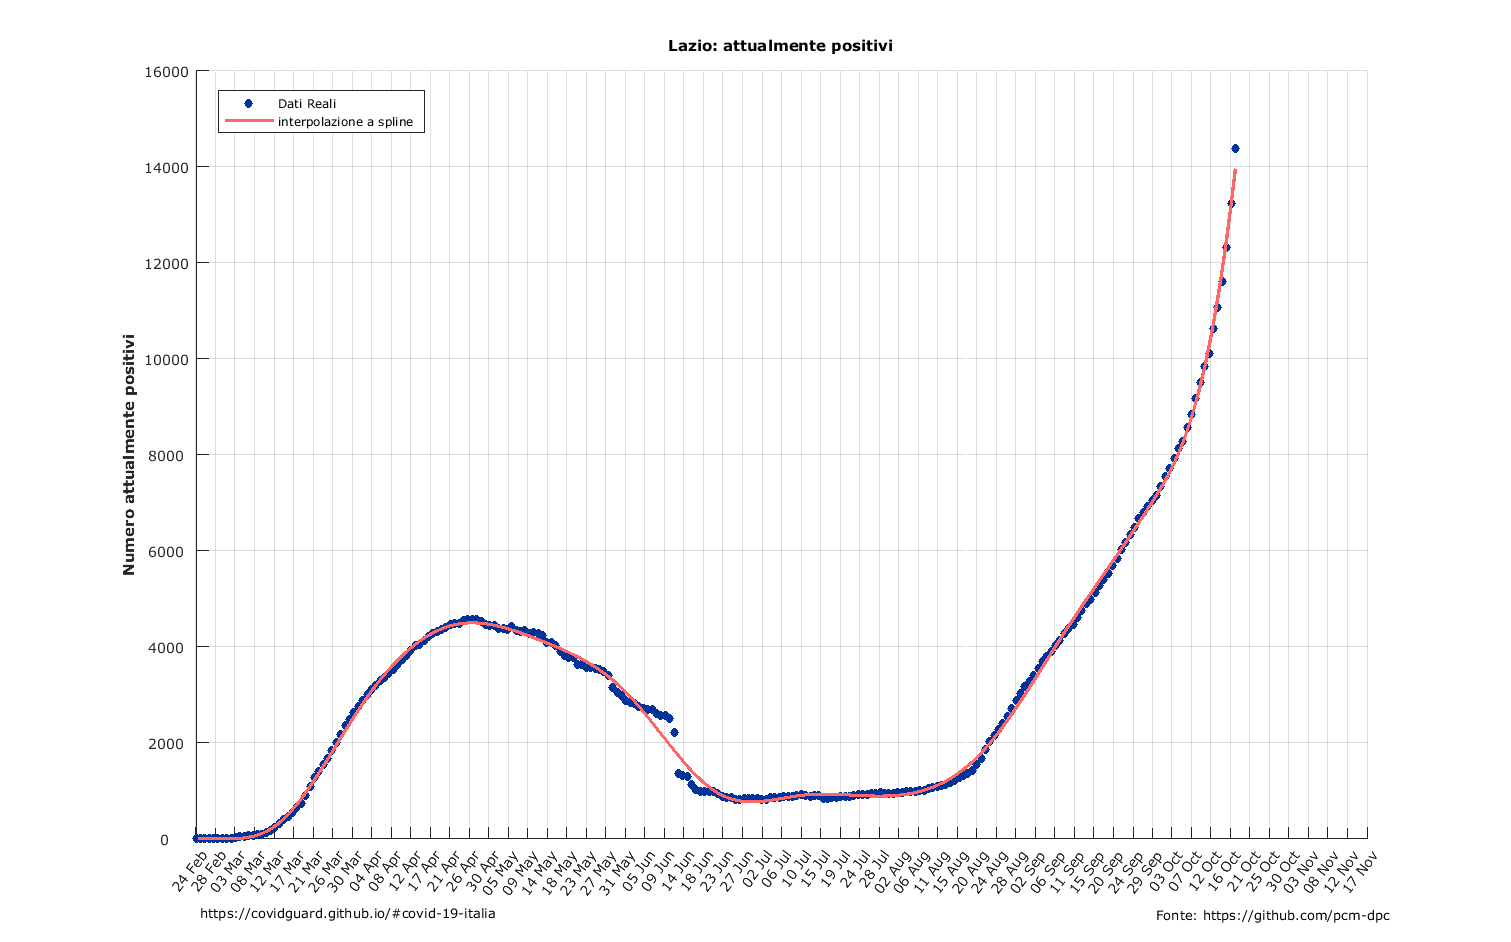 Lazio: attualmente positivi
16000
14000
12000
10000
8000
6000
4000
2000
0
Numero attualmente positivi
Dati Reali
interpolazione a spline
24 Feb
28 Feb
03 Mar
08 Mar
12 Mar
17 Mar
21 Mar
26 Mar
30 Mar
04 Apr
08 Apr
12 Apr
17 Apr
21 Apr
26 Apr
30 Apr
05 May
09 May
14 May
18 May
23 May
27 May
31 May
05 Jun
09 Jun
14 Jun
18 Jun
23 Jun
27 Jun
02 Jul
06 Jul
10 Jul
15 Jul
19 Jul
24 Jul
28 Jul
02 Aug
06 Aug
11 Aug
15 Aug
20 Aug
24 Aug
28 Aug
02 Sep
06 Sep
11 Sep
15 Sep
20 Sep
24 Sep
29 Sep
03 Oct
07 Oct
12 Oct
16 Oct
21 Oct
25 Oct
30 Oct
03 Nov
08 Nov
12 Nov
17 Nov
https://covidguard.github.io/#covid-19-italia
Fonte: https://github.com/pcm-dpc